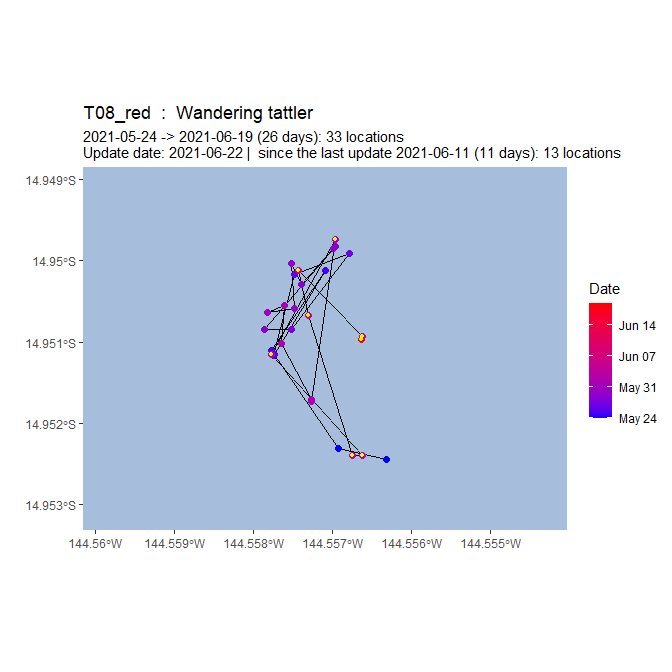 T08_red : Wandering tattler
2021-05-24 -> 2021-06-19 (26 days): 33 locations
Update date: 2021-06-22 | since the last update 2021-06-11 (11 days): 13 locations
14.949°S
14.95°S
14.951°S
14.952°S
14.953°S
144.56°W 144.559°W 144.558°W 144.557°W 144.556°W 144.555°W
Date
Jun 14
Jun 07
May 31
May 24